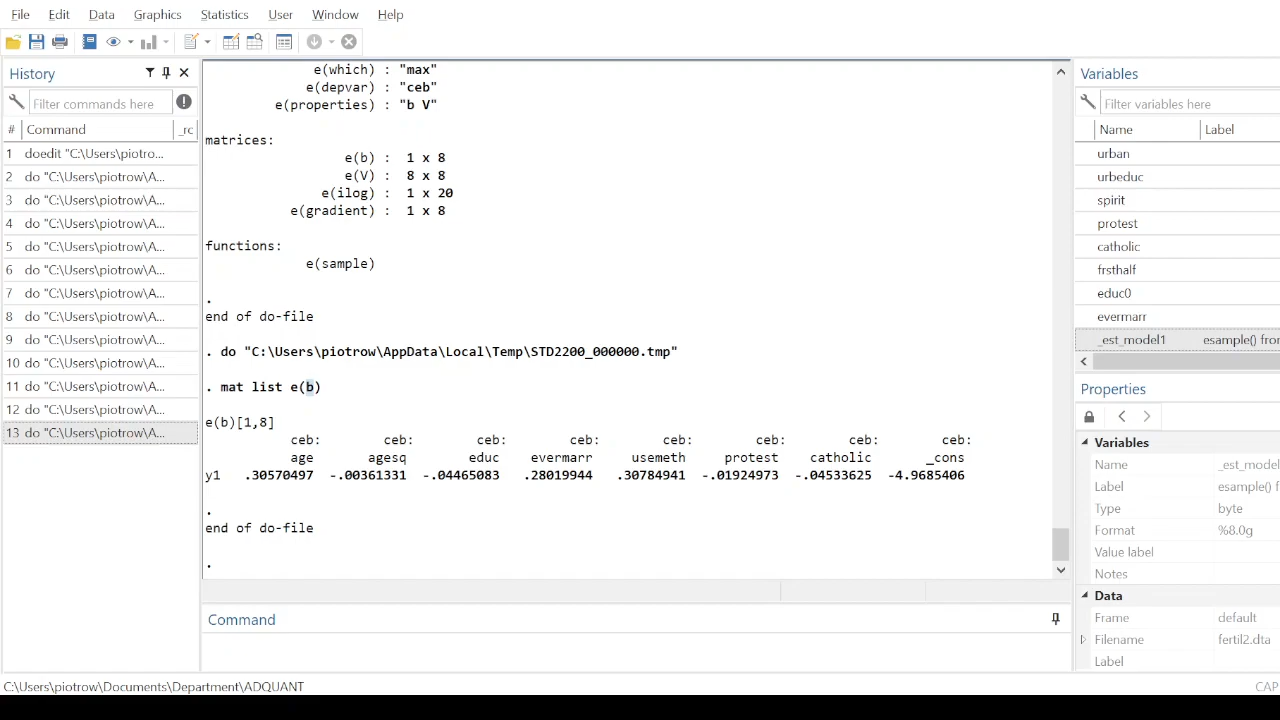 File Edit Data Graphics Statistics User Window Help
History
Filter commands here
# Command _rc
1 doedit "C:\Users\piotro...
2 do "C:\Users\piotrow\A...
3 do "C:\Users\piotrow\A...
4 do "C:\Users\piotrow\A...
5 do "C:\Users\piotrow\A...
6 do "C:\Users\piotrow\A...
7 do "C:\Users\piotrow\A...
8 do "C:\Users\piotrow\A...
9 do "C:\Users\piotrow\A...
10 do "C:\Users\piotrow\A...
11 do "C:\Users\piotrow\A...
12 do "C:\Users\piotrow\A...
13 do "C:\Users\piotrow\A...
e(which) : "max"
e(depvar) : "ceb"
e(properties) : "b V"
matrices:
e(b) : 1 x 8
e(V) : 8 x 8
e(ilog) : 1 x 20
e(gradient) : 1 x 8
functions:
e(sample)
.
end of do-file
. do "C:\Users\piotrow\AppData\Local\Temp\STD2200_000000.tmp"
. mat list e(b)
e(b)[1,8]
ceb: ceb: ceb: ceb: ceb: ceb: ceb: ceb:
age agesq educ evermarr usemeth protest catholic _cons
y1 .30570497 -.00361331 -.04465083 .28019944 .30784941 -.01924973 -.04533625 -4.9685406
.
end of do-file
.
Command
Variables
Filter variables here
Name Label
urban
urbeduc
spirit
protest
catholic
frsthalf
educ0
evermarr
_est_model1 esample() from
Properties
Variables
Name _est_model
Label esample() f
Type byte
Format %8.0g
Value label
Notes
Data
Frame default
Filename fertil2.dta
Label
C:\Users\piotrow\Documents\Department\ADQUANT
CAP